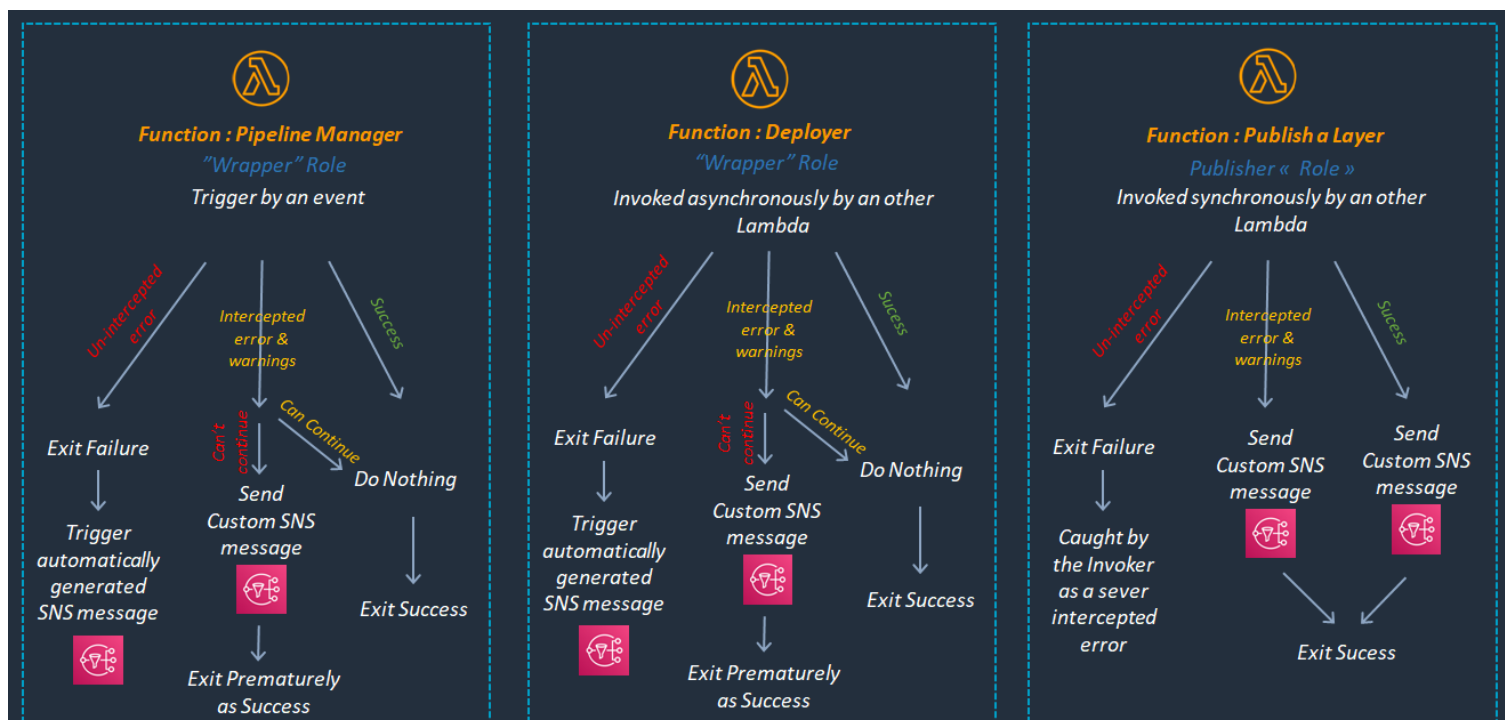 Function : Pipeline Manager
”Wrapper” Role
Trigger by an event
Un-intercepted
error
Intercepted
error &
warnings
Success
Can't
continue
Can Continue
Exit Failure
Do Nothing
Send
Custom SNS
message
Trigger
automatically
generated
SNS message
Exit Success
Exit Prematurely
as Success
Function : Deployer
“Wrapper” Role
Invoked asynchronously by an other
Lambda
Un-intercepted
error
Intercepted
error &
warnings
Sucess
Can't
continue
Can Continue
Exit Failure
Do Nothing
Send
Custom SNS
message
Trigger
automatically
generated
SNS message
Exit Success
Exit Prematurely
as Success
Function : Publish a Layer
Publisher « Role »
Invoked synchronously by an other
Lambda
Un-intercepted
error
Intercepted
error &
warnings
Sucess
Exit Failure
Send
Custom SNS
message
Send
Custom SNS
message
Caught by
the Invoker
as a sever
intercepted
error
Exit Sucess